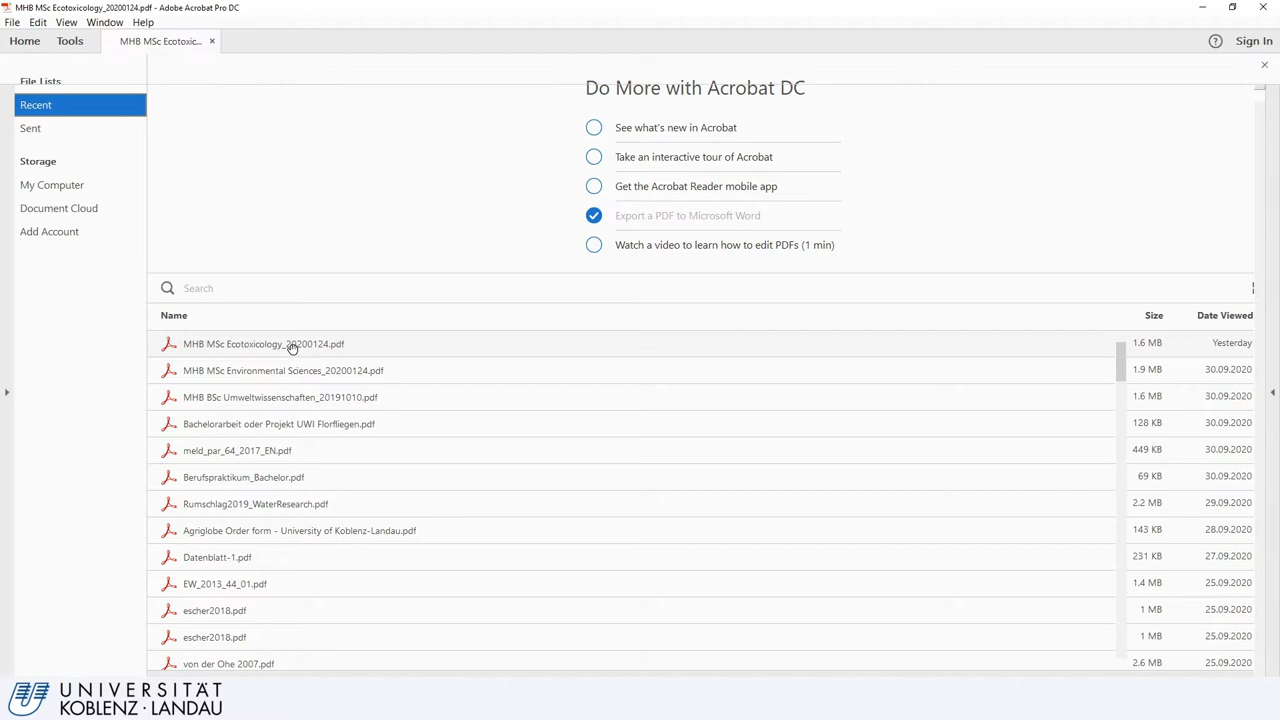 MHB MSc Ecotoxicology_20200124.pdf - Adobe Acrobat Pro DC
File Edit View Window Help
Home Tools MHB MSc Ecotoxic... × ? Sign In
File Lists
Recent
Sent
Storage
My Computer
Document Cloud
Add Account
Do More with Acrobat DC
See what's new in Acrobat
Take an interactive tour of Acrobat
Get the Acrobat Reader mobile app
Export a PDF to Microsoft Word
Watch a video to learn how to edit PDFs (1 min)
Search
Name Size Date Viewed
MHB MSc Ecotoxicology_20200124.pdf 1.6 MB Yesterday
MHB MSc Environmental Sciences_20200124.pdf 1.9 MB 30.09.2020
MHB BSc Umweltwissenschaften_20191010.pdf 1.6 MB 30.09.2020
Bachelorarbeit oder Projekt UWI Florfliegen.pdf 128 KB 30.09.2020
meld_par_64_2017_EN.pdf 449 KB 30.09.2020
Berufspraktikum_Bachelor.pdf 69 KB 30.09.2020
Rumschlag2019_WaterResearch.pdf 2.2 MB 29.09.2020
Agriglobe Order form - University of Koblenz-Landau.pdf 143 KB 28.09.2020
Datenblatt-1.pdf 231 KB 27.09.2020
EW_2013_44_01.pdf 1.4 MB 25.09.2020
escher2018.pdf 1 MB 25.09.2020
escher2018.pdf 1 MB 25.09.2020
von der Ohe 2007.pdf 2.6 MB 25.09.2020
UNIVERSITÄT
KOBLENZ · LANDAU